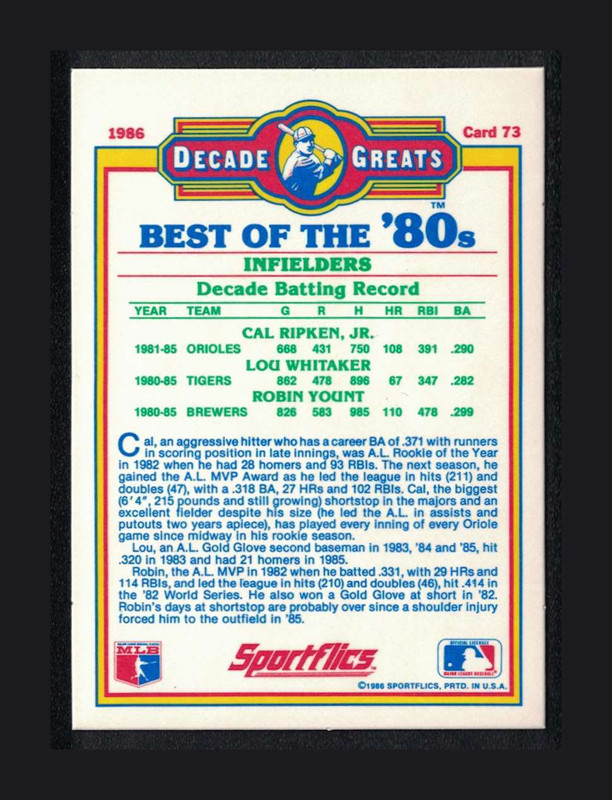 1986
Card 73
DECADE GREATS
TM
BEST OF THE '80s
INFIELDERS
Decade Batting Record
YEAR TEAM G R H HR RBI BA
CAL RIPKEN, JR.
1981-85 ORIOLES 668 431 750 108 391 .290
LOU WHITAKER
1980-85 TIGERS 862 478 896 67 347 .282
ROBIN YOUNT
1980-85 BREWERS 826 583 985 110 478 .299
Cal, an aggressive hitter who has a career BA of .371 with runners
in scoring position in late innings, was A.L. Rookie of the Year
in 1982 when he had 28 homers and 93 RBIs. The next season, he
gained the A.L. MVP Award as he led the league in hits (211) and
doubles (47), with a .318 BA, 27 HRs and 102 RBIs. Cal, the biggest
(6'4", 215 pounds and still growing) shortstop in the majors and an
excellent fielder despite his size (he led the A.L. in assists and
putouts two years apiece), has played every inning of every Oriole
game since midway in his rookie season.
Lou, an A.L. Gold Glove second baseman in 1983, '84 and '85, hit
.320 in 1983 and had 21 homers in 1985.
Robin, the A.L. MVP in 1982 when he batted .331, with 29 HRs and
114 RBIs, and led the league in hits (210) and doubles (46), hit .414 in
the '82 World Series. He also won a Gold Glove at short in '82.
Robin's days at shortstop are probably over since a shoulder injury
forced him to the outfield in '85.
MLB
Sportflics
OFFICIAL LICENSEE
MAJOR LEAGUE BASEBALL
©1986 SPORTFLICS, PRTD. IN U.S.A.